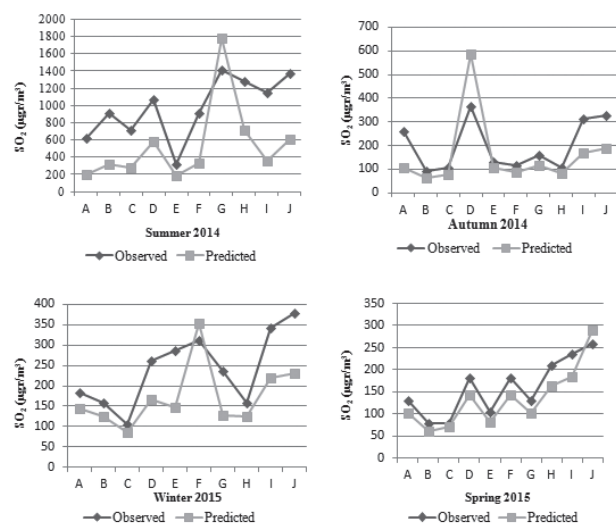 SO₂ (µgr/m³)
2000
1800
1600
1400
1200
1000
800
600
400
200
0
A B C D E F G H I J
Summer 2014
Observed Predicted
SO₂ (µgr/m³)
700
600
500
400
300
200
100
0
A B C D E F G H I J
Autumn 2014
Observed Predicted
SO₂ (µgr/m³)
400
350
300
250
200
150
100
50
0
A B C D E F G H I J
Winter 2015
Observed Predicted
SO₂ (µgr/m³)
350
300
250
200
150
100
50
0
A B C D E F G H I J
Spring 2015
Observed Predicted